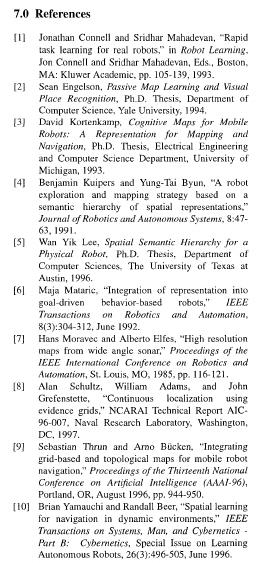 7.0 References
[1] Jonathan Connell and Sridhar Mahadevan, “Rapid
task learning for real robots,” in Robot Learning,
Jon Connell and Sridhar Mahadevan, Eds., Boston,
MA: Kluwer Academic, pp. 105-139, 1993.
[2] Sean Engelson, Passive Map Learning and Visual
Place Recognition, Ph.D. Thesis, Department of
Computer Science, Yale University, 1994.
[3] David Kortenkamp, Cognitive Maps for Mobile
Robots: A Representation for Mapping and
Navigation, Ph.D. Thesis, Electrical Engineering
and Computer Science Department, University of
Michigan, 1993.
[4] Benjamin Kuipers and Yung-Tai Byun, “A robot
exploration and mapping strategy based on a
semantic hierarchy of spatial representations,”
Journal of Robotics and Autonomous Systems, 8:47-
63, 1991.
[5] Wan Yik Lee, Spatial Semantic Hierarchy for a
Physical Robot, Ph.D. Thesis, Department of
Computer Sciences, The University of Texas at
Austin, 1996.
[6] Maja Mataric, “Integration of representation into
goal-driven behavior-based robots,” IEEE
Transactions on Robotics and Automation,
8(3):304-312, June 1992.
[7] Hans Moravec and Alberto Elfes, “High resolution
maps from wide angle sonar,” Proceedings of the
IEEE International Conference on Robotics and
Automation, St. Louis, MO, 1985, pp. 116-121.
[8] Alan Schultz, William Adams, and John
Grefenstette, “Continuous localization using
evidence grids,” NCARAI Technical Report AIC-
96-007, Naval Research Laboratory, Washington,
DC, 1997.
[9] Sebastian Thrun and Arno Bücken, “Integrating
grid-based and topological maps for mobile robot
navigation,” Proceedings of the Thirteenth National
Conference on Artificial Intelligence (AAAI-96),
Portland, OR, August 1996, pp. 944-950.
[10] Brian Yamauchi and Randall Beer, “Spatial learning
for navigation in dynamic environments,” IEEE
Transactions on Systems, Man, and Cybernetics -
Part B: Cybernetics, Special Issue on Learning
Autonomous Robots, 26(3):496-505, June 1996.